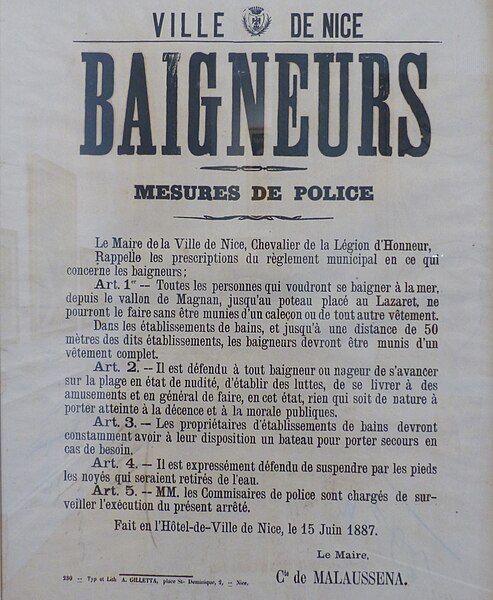 VILLE DE NICE
BAIGNEURS
MESURES DE POLICE
Le Maire de la Ville de Nice, Chevalier de la Légion d'Honneur,
Rappelle les prescriptions du règlement municipal en ce qui
concerne les baigneurs;
Art. 1er — Toutes les personnes qui voudront se baigner à la mer,
depuis le vallon de Magnan, jusqu'au poteau placé au Lazaret, ne
pourront le faire sans être munies d'un caleçon ou de tout autre vêtement.
Dans les établissements de bains, et jusqu'à une distance de 50
mètres des dits établissements, les baigneurs devront être munis d'un
vêtement complet.
Art. 2. — Il est défendu à tout baigneur ou nageur de s'avancer
sur la plage en état de nudité, d'établir des luttes, de se livrer à des
amusements et en général de faire, en cet état, rien qui soit de nature à
porter atteinte à la décence et à la morale publiques.
Art. 3. — Les propriétaires d'établissements de bains devront
constamment avoir à leur disposition un bateau pour porter secours en
cas de besoin.
Art. 4. — Il est expressément défendu de suspendre par les pieds
les noyés qui seraient retirés de l'eau.
Art. 5. — MM. les Commisaires de police sont chargés de sur-
veiller l'exécution du présent arrêté.
Fait en l'Hôtel-de-Ville de Nice, le 15 Juin 1887.
Le Maire,
Cte de MALAUSSENA.
230 — Typ et Lith A. GILLETTA, place Ste Dominique, 2, — Nice.